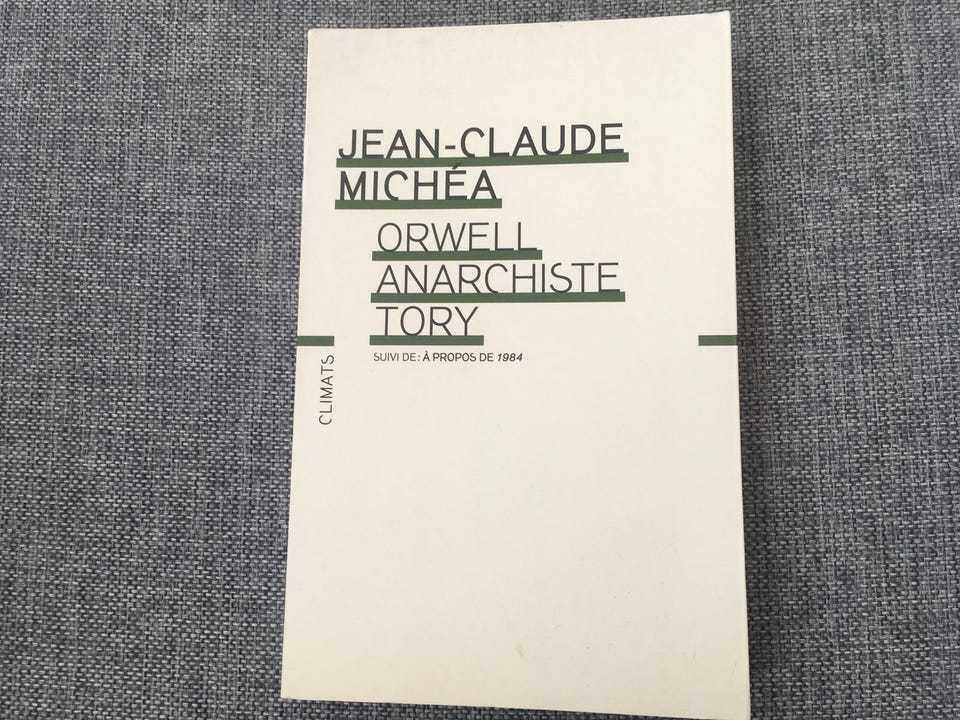 JEAN-CLAUDE
MICHÉA
ORWELL
ANARCHISTE
TORY
SUIVI DE : À PROPOS DE 1984
CLIMATS